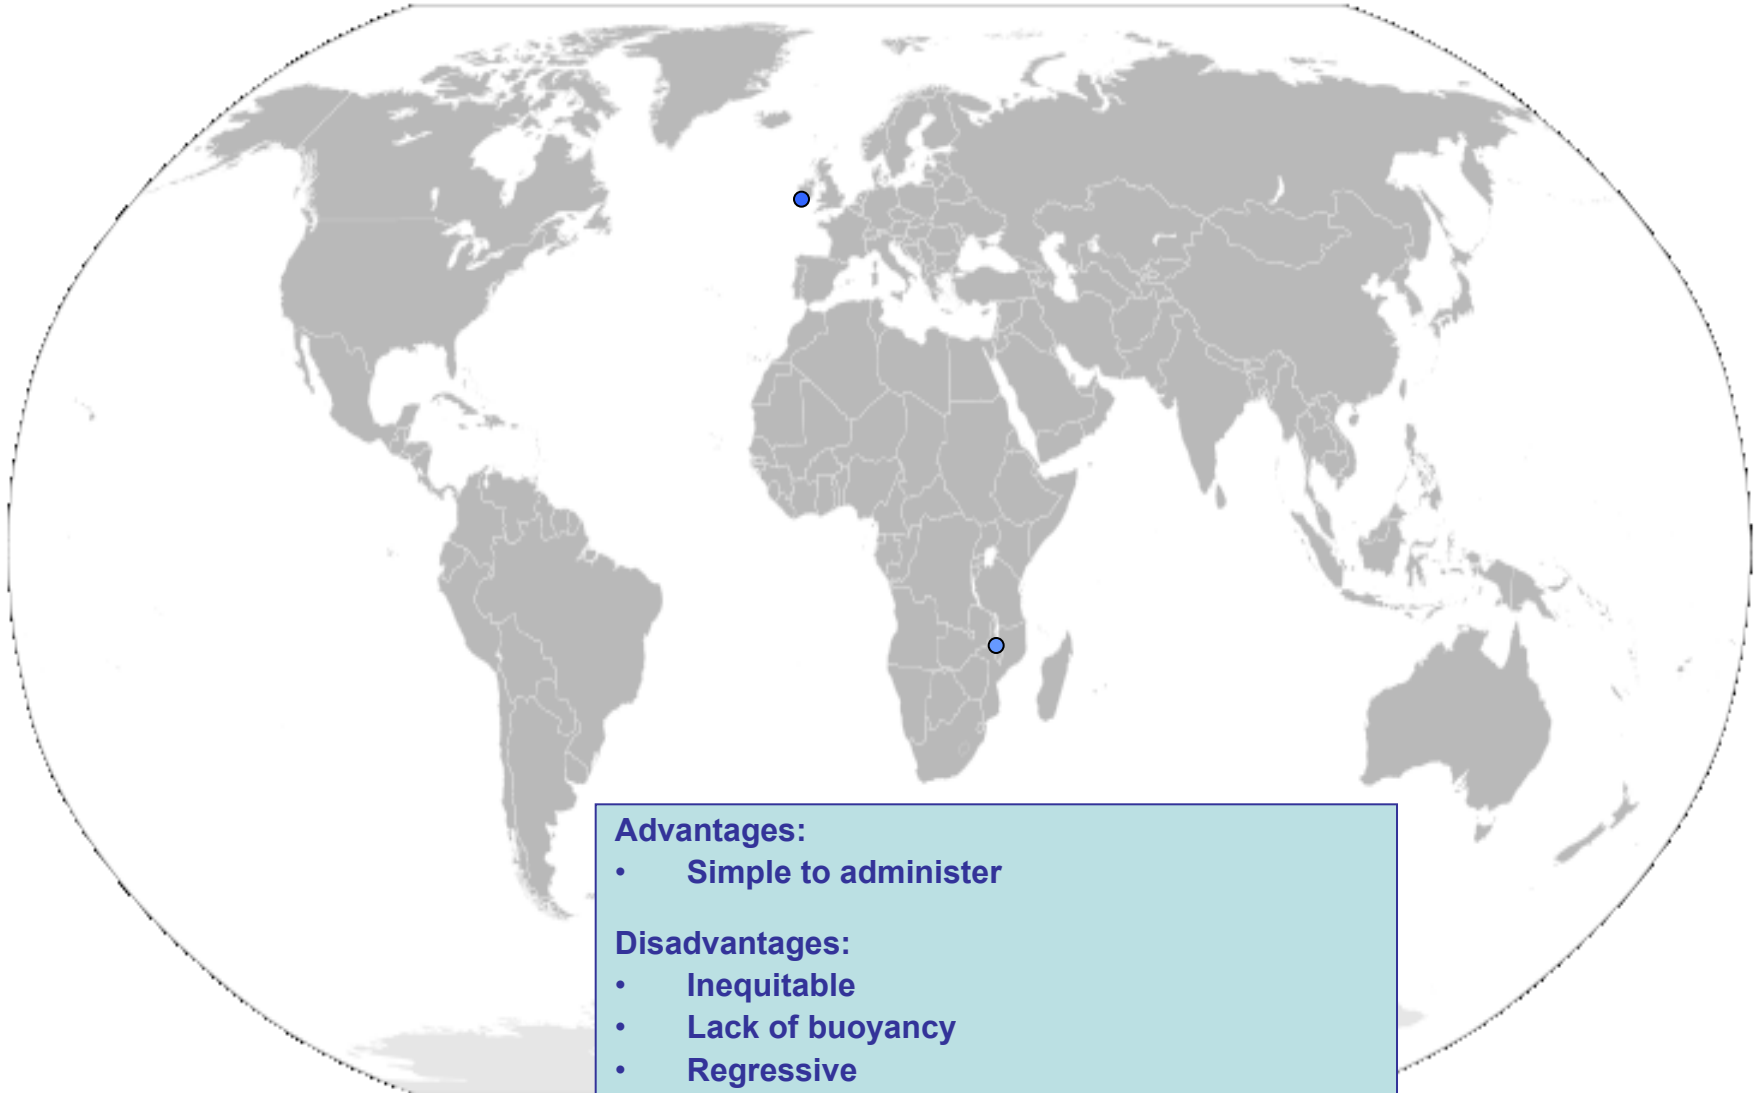 Advantages:
• Simple to administer
Disadvantages:
• Inequitable
• Lack of buoyancy
• Regressive